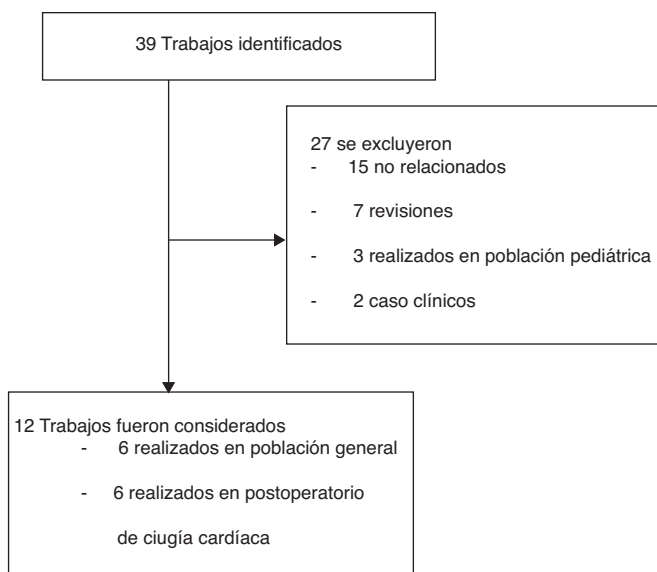 39 Trabajos identificados
27 se excluyeron
- 15 no relacionados
- 7 revisiones
- 3 realizados en población pediátrica
- 2 caso clínicos
12 Trabajos fueron considerados
- 6 realizados en población general
- 6 realizados en postoperatorio
de ciugía cardíaca